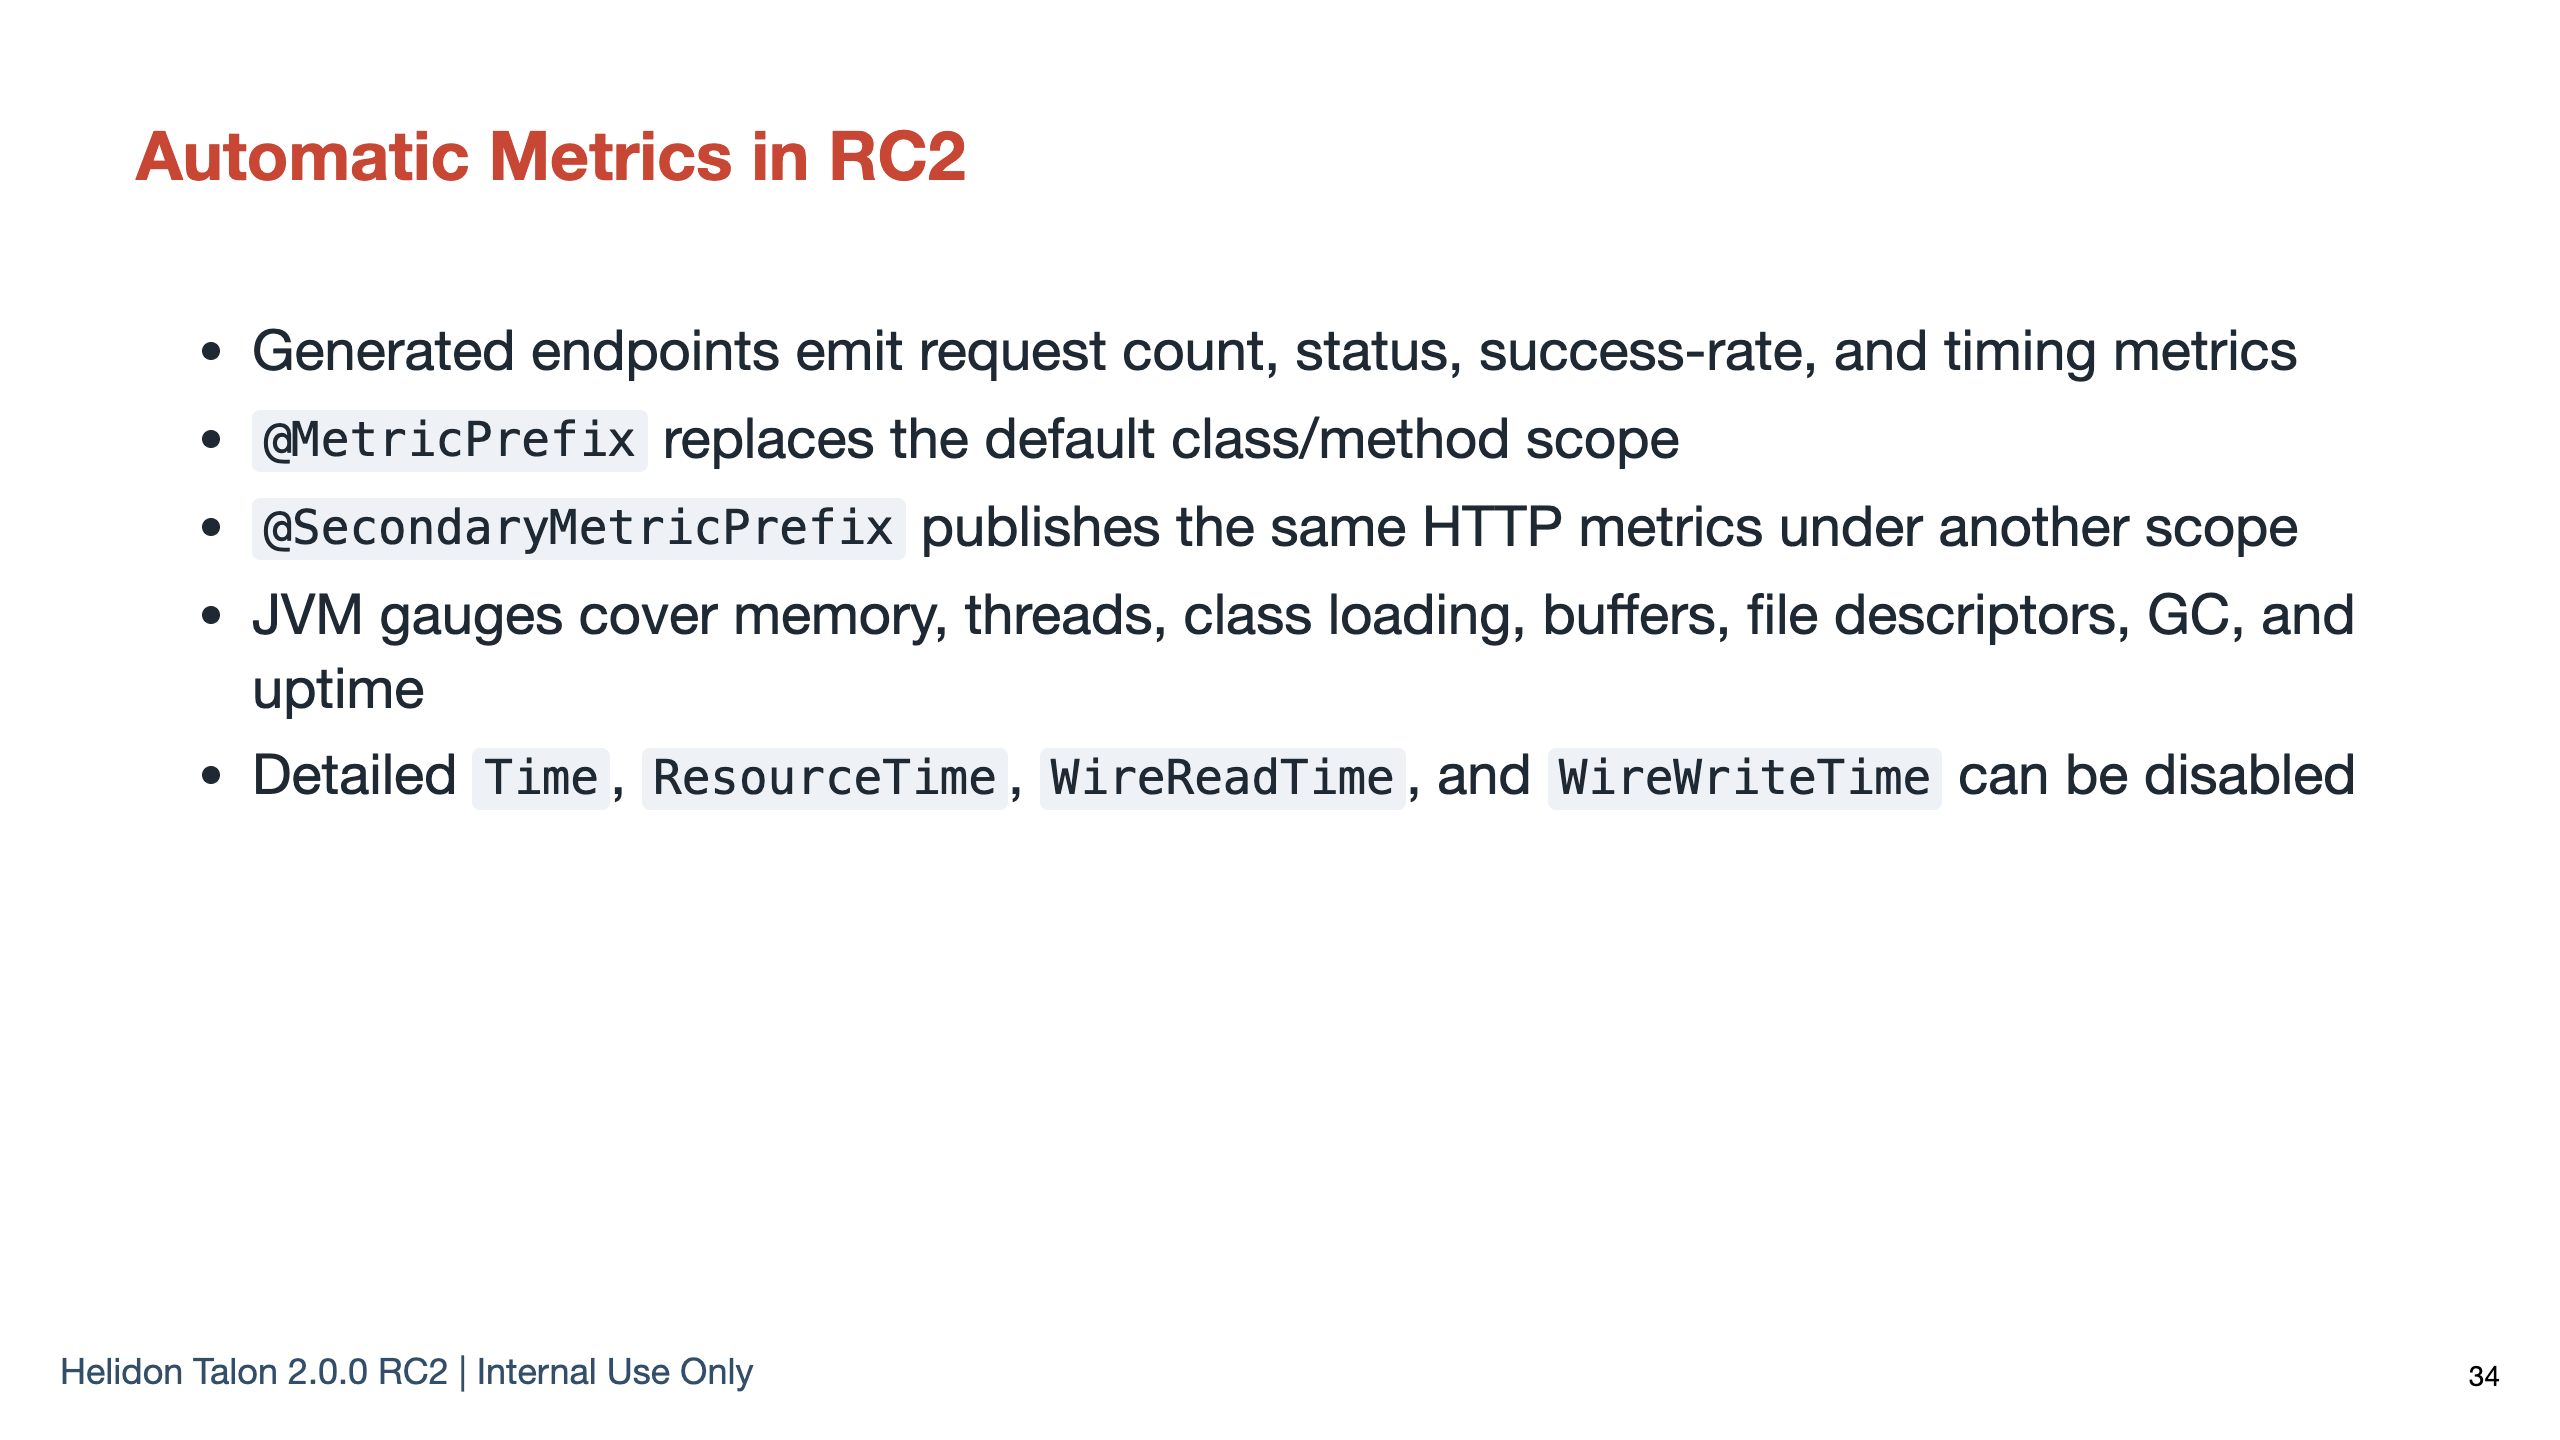 Automatic Metrics in RC2
• Generated endpoints emit request count, status, success-rate, and timing metrics
• @MetricPrefix replaces the default class/method scope
• @SecondaryMetricPrefix publishes the same HTTP metrics under another scope
• JVM gauges cover memory, threads, class loading, buffers, file descriptors, GC, and
uptime
• Detailed Time, ResourceTime, WireReadTime, and WireWriteTime can be disabled
Helidon Talon 2.0.0 RC2 | Internal Use Only
34